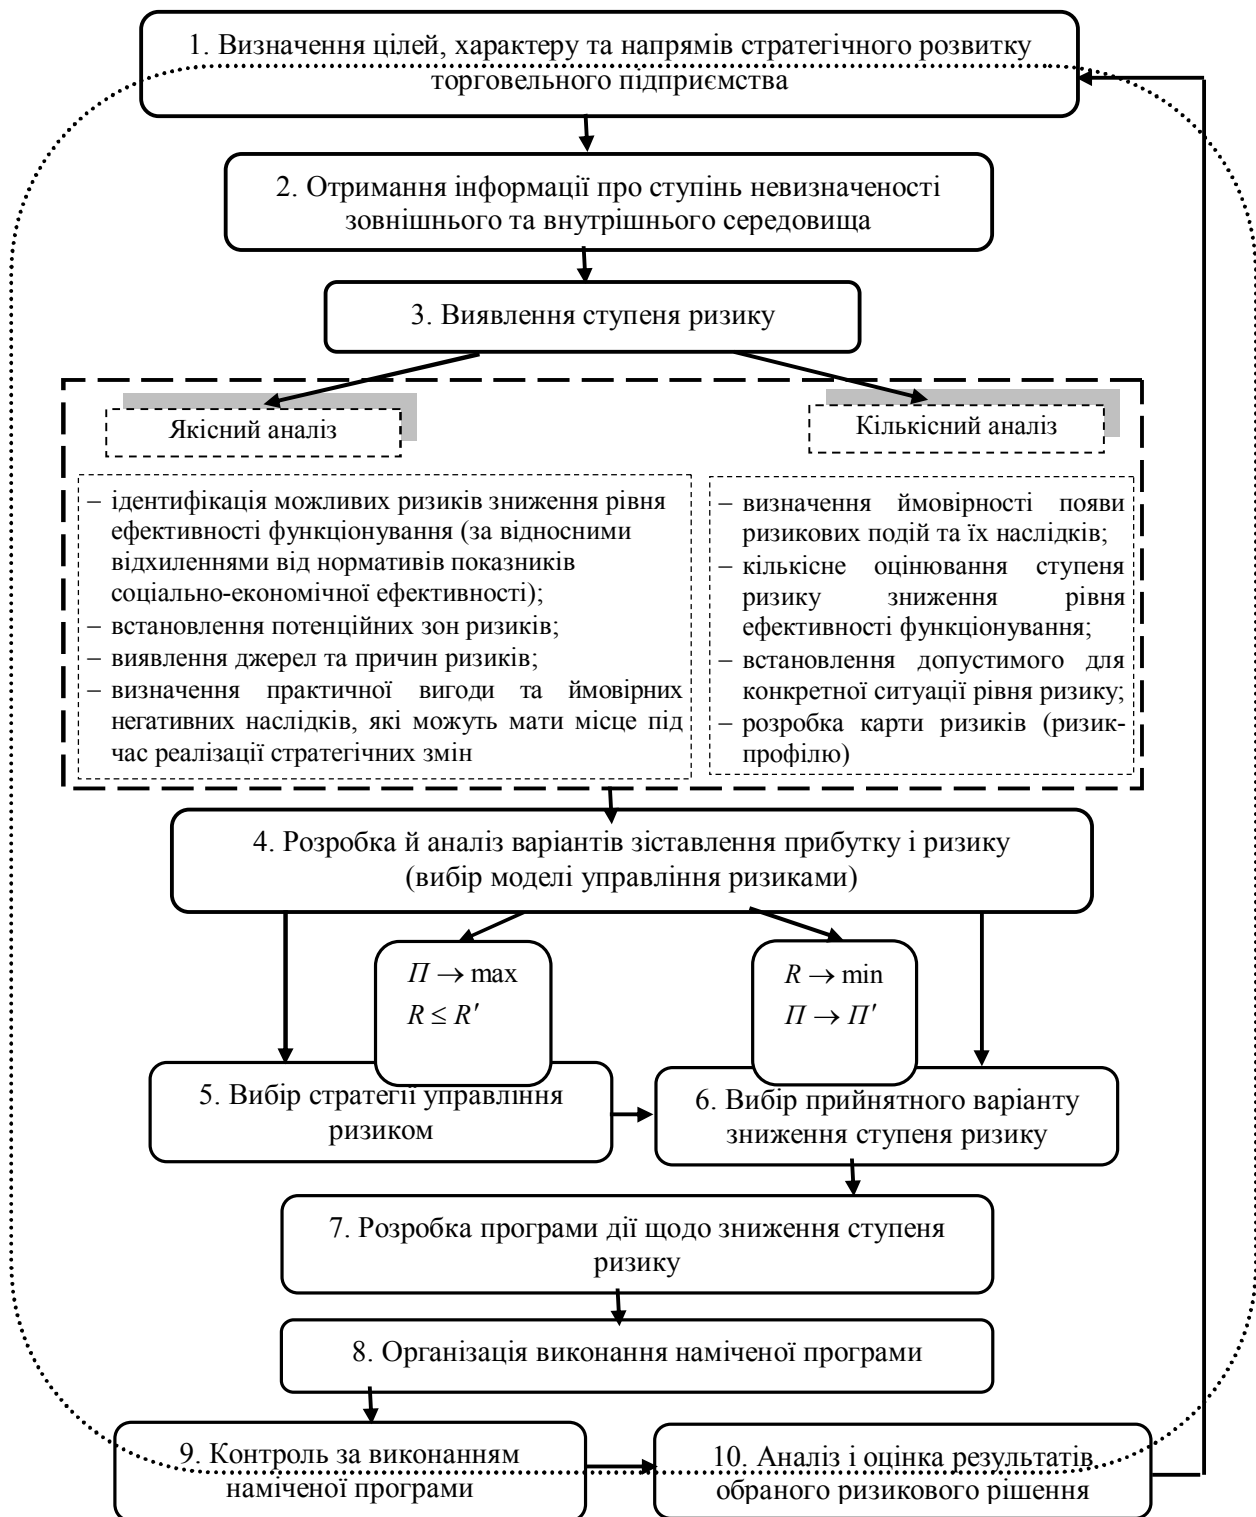 1. Визначення цілей, характеру та напрямів стратегічного розвитку
торговельного підприємства
2. Отримання інформації про ступінь невизначеності
зовнішнього та внутрішнього середовища
3. Виявлення ступеня ризику
Якісний аналіз
– ідентифікація можливих ризиків зниження рівня
ефективності функціонування (за відносними
відхиленнями від нормативів показників
соціально-економічної ефективності);
– встановлення потенційних зон ризиків;
– виявлення джерел та причин ризиків;
– визначення практичної вигоди та ймовірних
негативних наслідків, які можуть мати місце під
час реалізації стратегічних змін
Кількісний аналіз
– визначення ймовірності появи
ризикових подій та їх наслідків;
– кількісне оцінювання ступеня
ризику зниження рівня
ефективності функціонування;
– встановлення допустимого для
конкретної ситуації рівня ризику;
– розробка карти ризиків (ризик-
профілю)
4. Розробка й аналіз варіантів зіставлення прибутку і ризику
(вибір моделі управління ризиками)
П → max
R ≤ R′
R → min
П → П′
5. Вибір стратегії управління
ризиком
6. Вибір прийнятного варіанту
зниження ступеня ризику
7. Розробка програми дії щодо зниження ступеня
ризику
8. Організація виконання наміченої програми
9. Контроль за виконанням
наміченої програми
10. Аналіз і оцінка результатів
обраного ризикового рішення